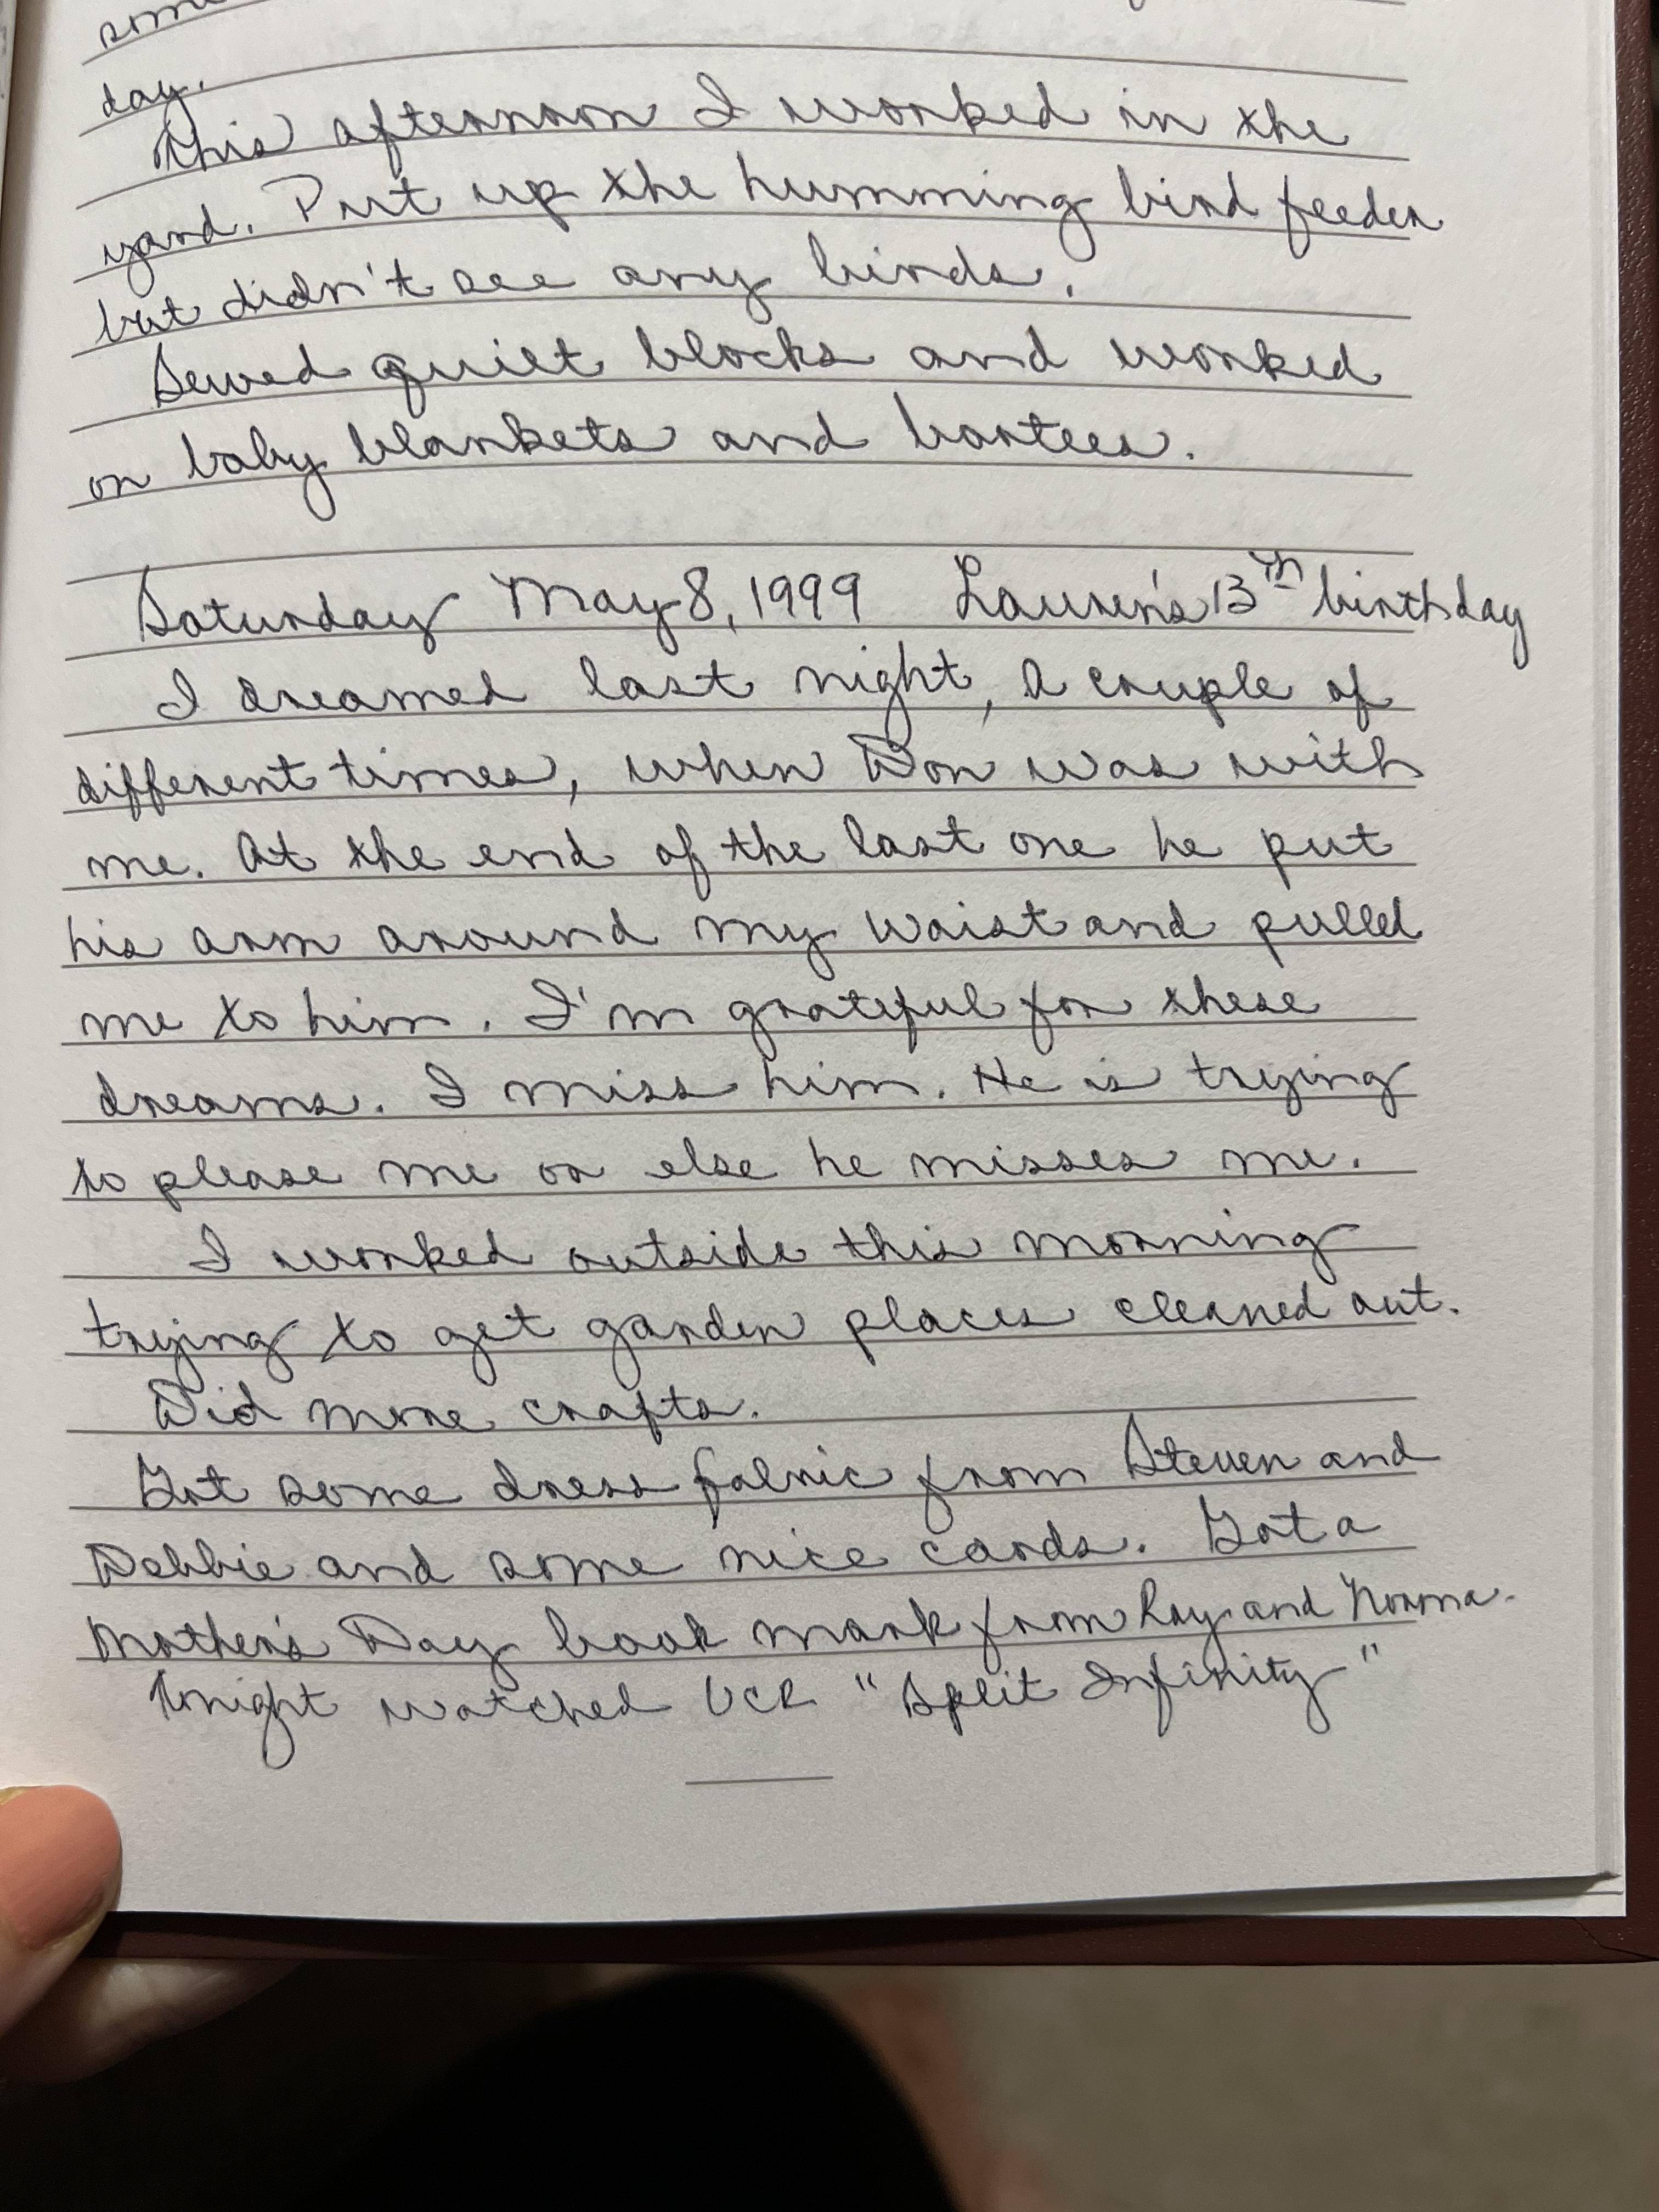 some
day.
This afternoon I worked in the
yard. Put up the humming bird feeder
but didn't see any birds.
Sewed quiet blocks and worked
on baby blankets and bootees.
Saturday May 8, 1999 Lauren's 13th birthday
I dreamed last night, a couple of
different times, when Don was with
me. At the end of the last one he put
his arm around my waist and pulled
me to him. I'm grateful for these
dreams. I miss him. He is trying
to please me or else he misses me.
I worked outside this morning
trying to get garden places cleaned out.
Did more crafts.
Got some dress fabric from Steven and
Debbie and some nice cards. Got a
Mother's Day book mark from Ray and Norma.
Tonight watched VCR "Split Infinity"